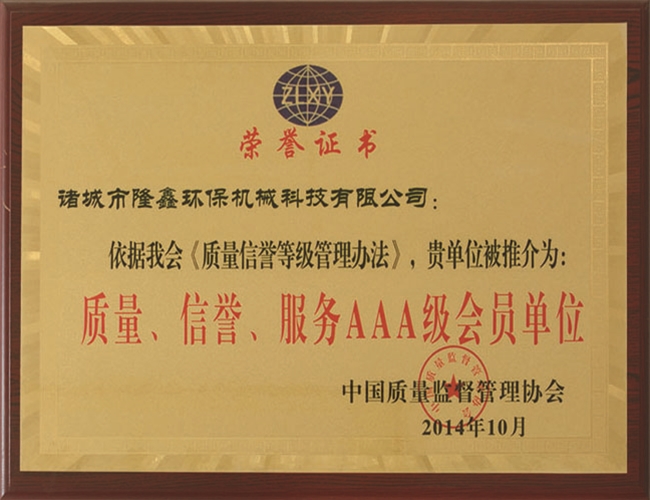 ZLXY
荣誉证书
诸城市隆鑫环保机械科技有限公司：
依据我会《质量信誉等级管理办法》，贵单位被推介为：
质量、信誉、服务AAA级会员单位
中国质量监督管理协会
2014年10月